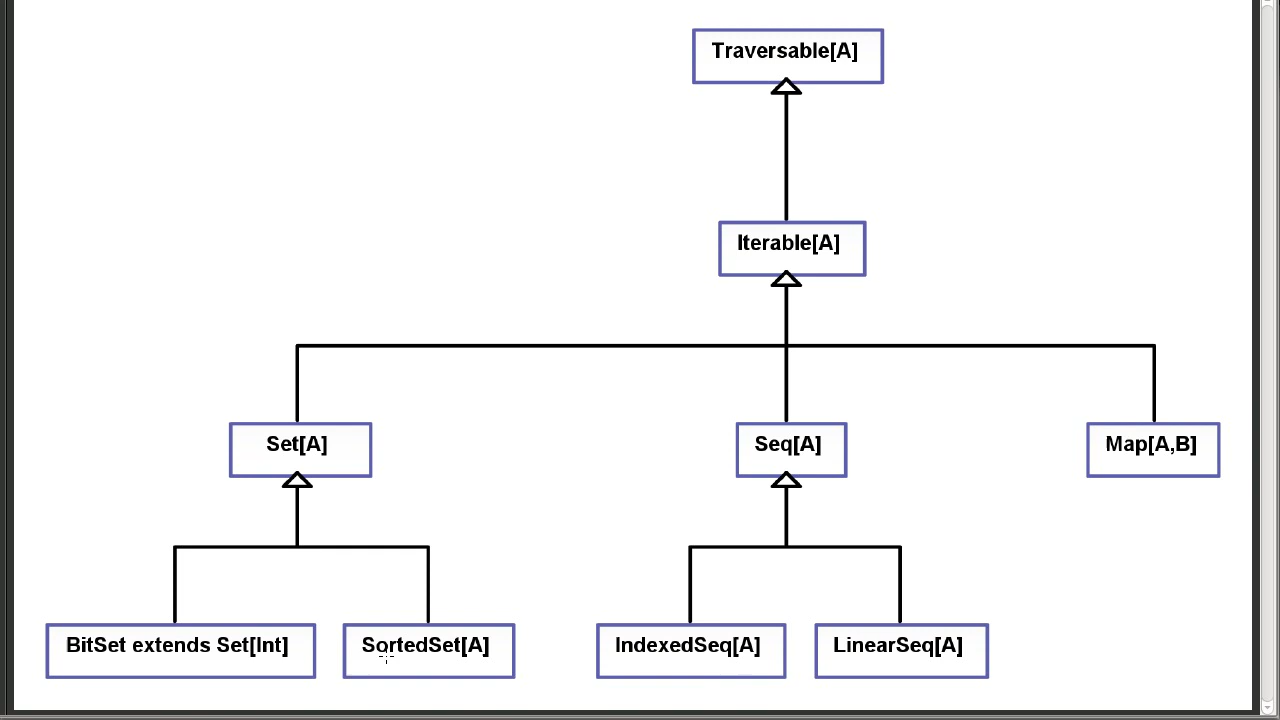 Traversable[A]
Iterable[A]
Set[A]
Seq[A]
Map[A,B]
BitSet extends Set[Int]
SortedSet[A]
IndexedSeq[A]
LinearSeq[A]